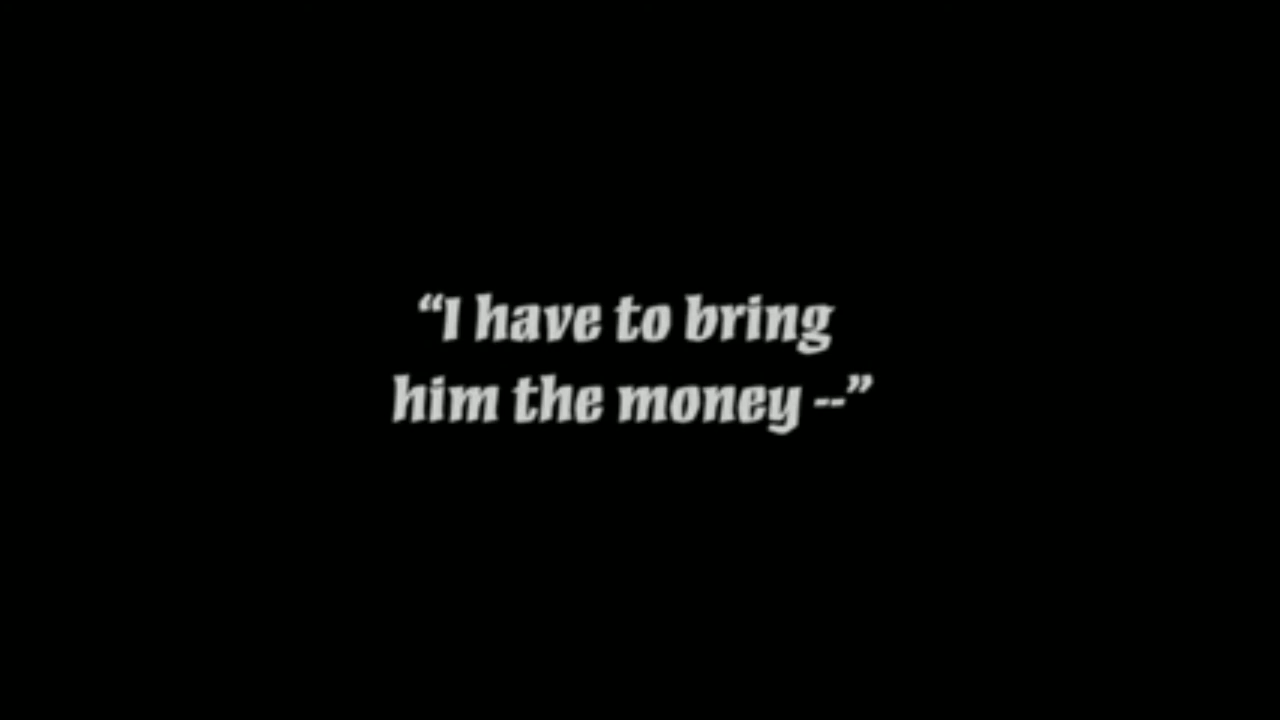 “I have to bring
him the money --”